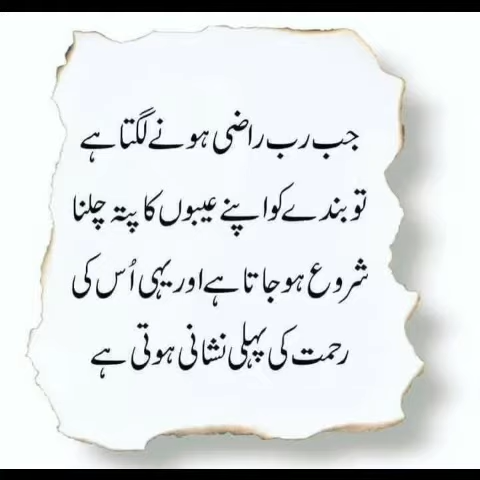 جب رب راضی ہونے لگتا ہے
تو بندے کو اپنے عیبوں کا پتہ چلنا
شروع ہو جاتا ہے اور یہی اُس کی
رحمت کی پہلی نشانی ہوتی ہے